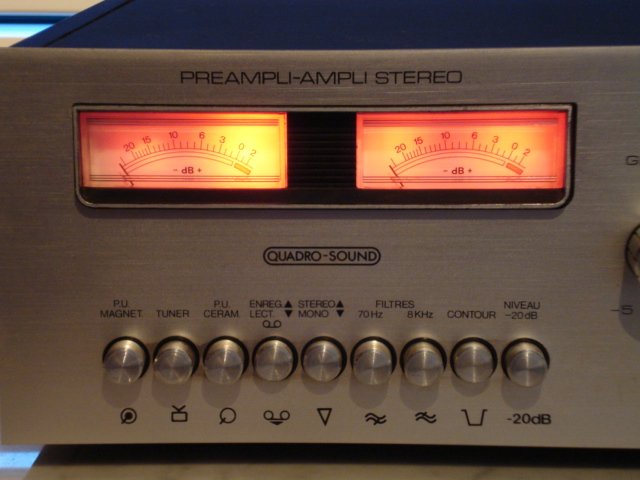 PREAMPLI-AMPLI STEREO
20 15 10 6 3 0 2
- dB +
20 15 10 6 3 0 2
- dB +
G
QUADRO-SOUND
-5
P.U. MAGNET.
TUNER
P.U. CERAM.
ENREG.▲
LECT. ▼
STEREO▲
MONO ▼
FILTRES
70 Hz 8 KHz
CONTOUR
NIVEAU
-20 dB
-20dB